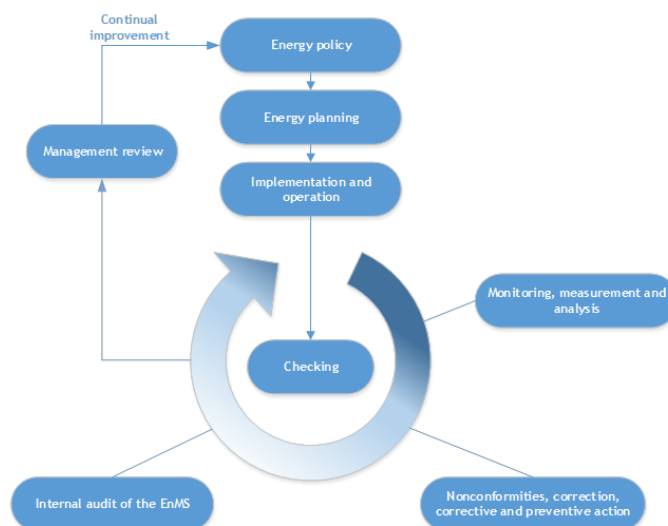 Continual
improvement
Energy policy
Energy planning
Management review
Implementation and
operation
Monitoring, measurement and
analysis
Checking
Internal audit of the EnMS
Nonconformities, correction,
corrective and preventive action